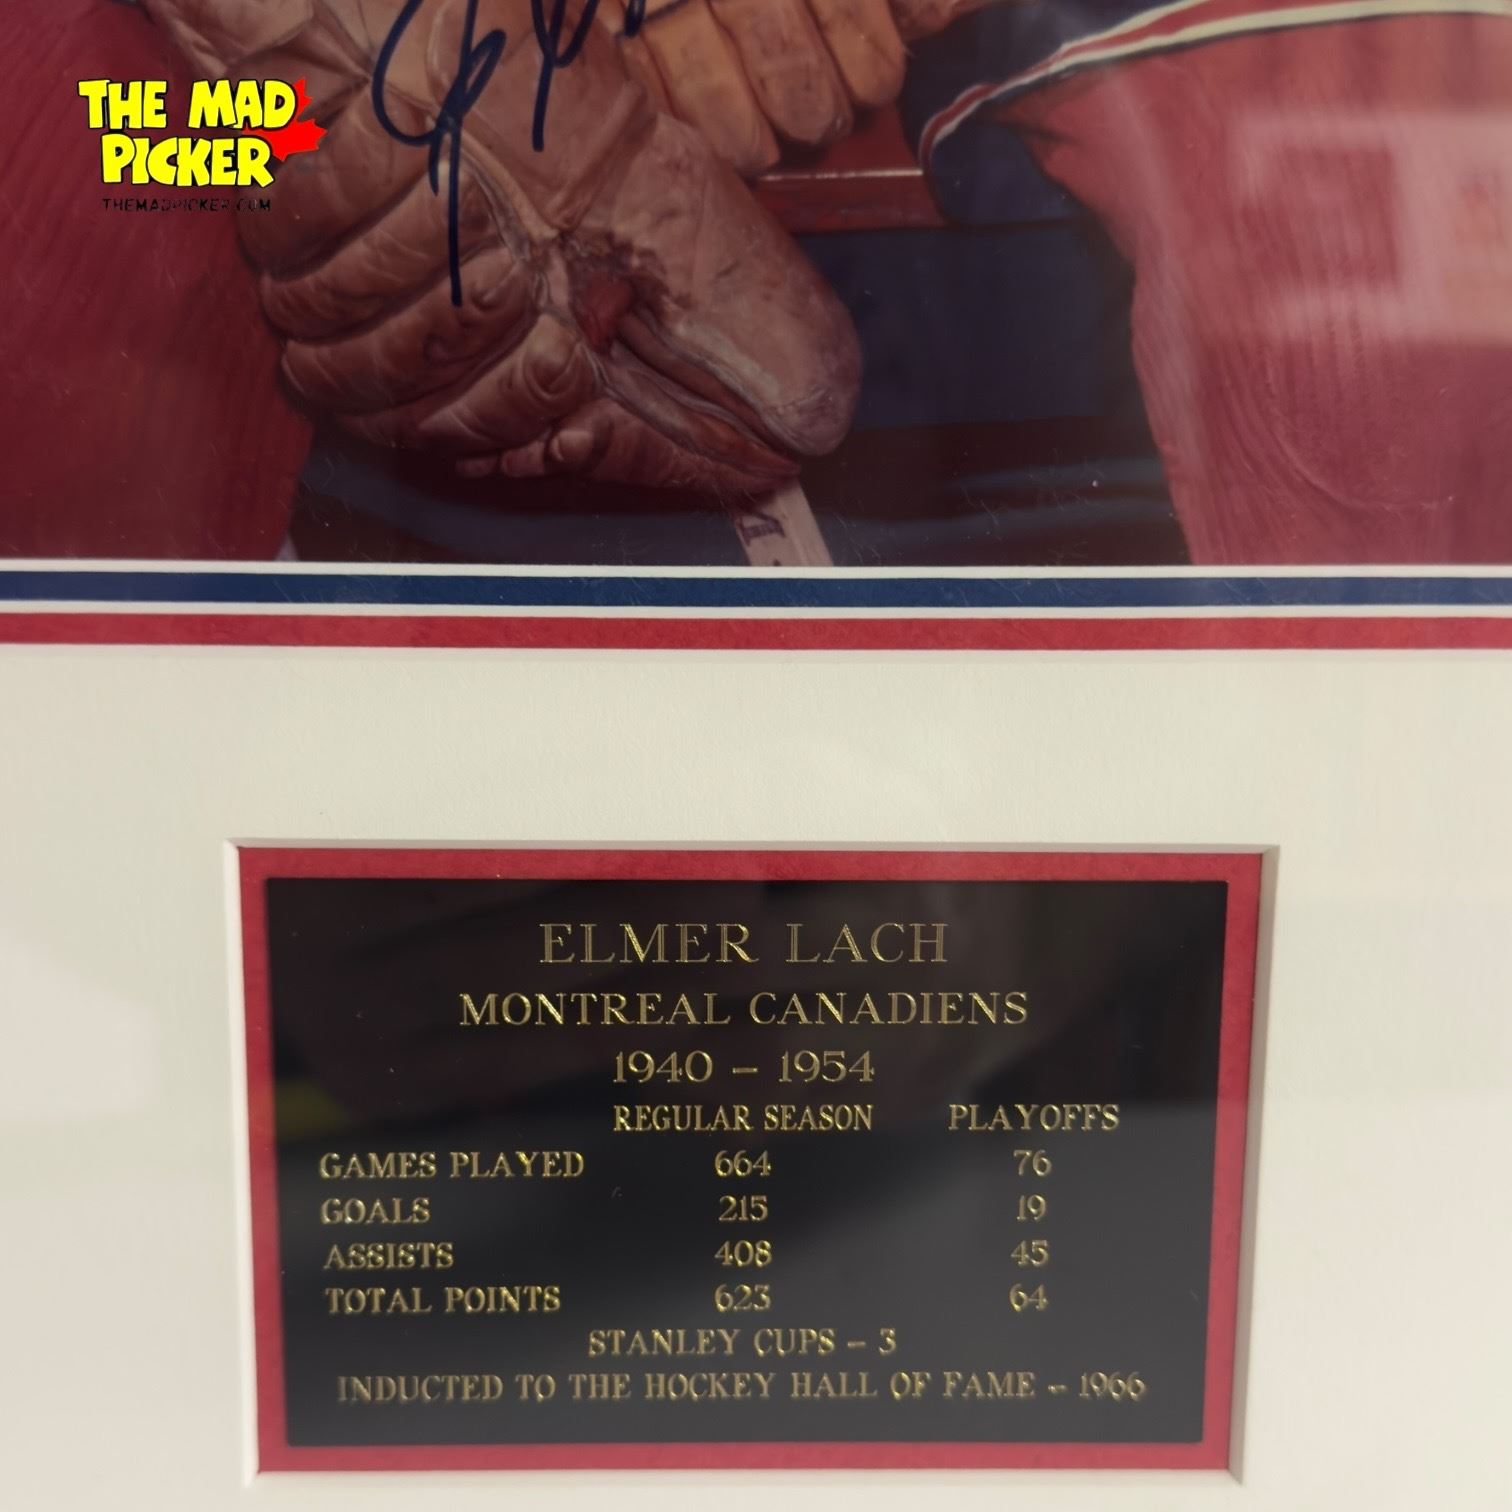 THE MAD
PICKER
THEMADPICKER.COM
ELMER LACH
MONTREAL CANADIENS
1940 – 1954
REGULAR SEASON PLAYOFFS
GAMES PLAYED 664 76
GOALS 215 19
ASSISTS 408 45
TOTAL POINTS 623 64
STANLEY CUPS – 3
INDUCTED TO THE HOCKEY HALL OF FAME – 1966